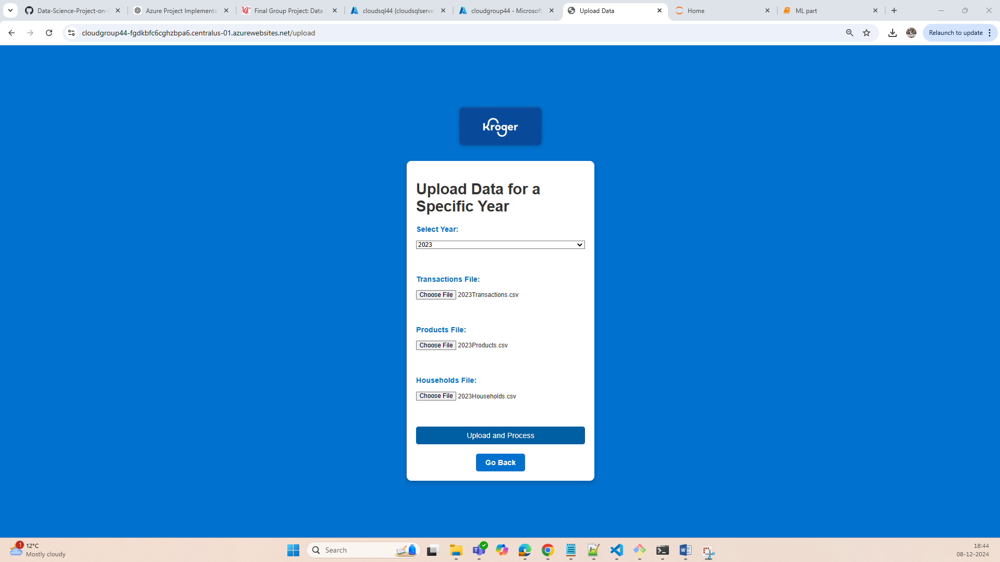 Data-Science-Project-on-
Azure Project Implementa
Final Group Project: Data
cloudsql44 (cloudsqlserve
cloudgroup44 - Microsoft
Upload Data
Home
ML part
cloudgroup44-fgdkbfc6cghzbpa6.centralus-01.azurewebsites.net/upload
Relaunch to update
Kroger
Upload Data for a
Specific Year
Select Year:
2023
Transactions File:
Choose File 2023Transactions.csv
Products File:
Choose File 2023Products.csv
Households File:
Choose File 2023Households.csv
Upload and Process
Go Back
1
12°C
Mostly cloudy
Search
18:44
08-12-2024